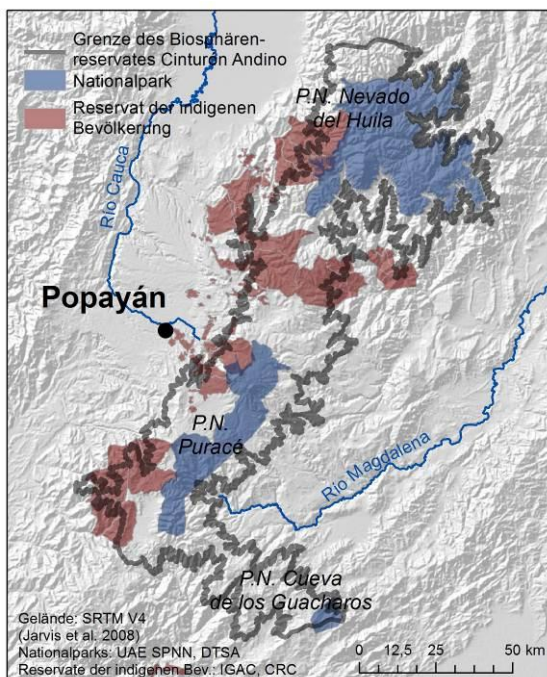 Grenze des Biosphären-
reservates Cinturón Andino
Nationalpark
Reservat der indigenen
Bevölkerung
P.N. Nevado
del Huila
Río Cauca
Popayán
P.N.
Puracé
Río Magdalena
P.N. Cueva
de los Guacharos
Gelände: SRTM V4
(Jarvis et al. 2008)
Nationalparks: UAE SPNN, DTSA
Reservate der indigenen Bev.: IGAC, CRC
0 12,5 25 50 km